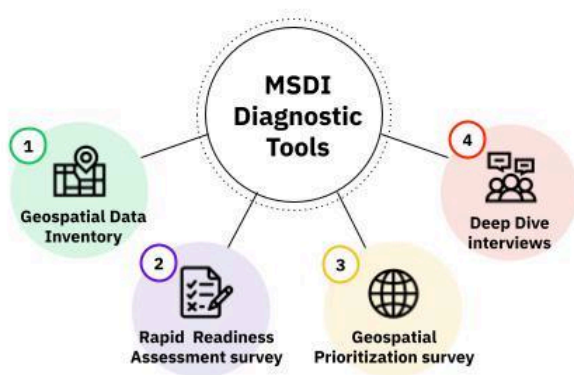 MSDI
Diagnostic
Tools
1
Geospatial Data
Inventory
2
Rapid Readiness
Assessment survey
3
Geospatial
Prioritization survey
4
Deep Dive
interviews